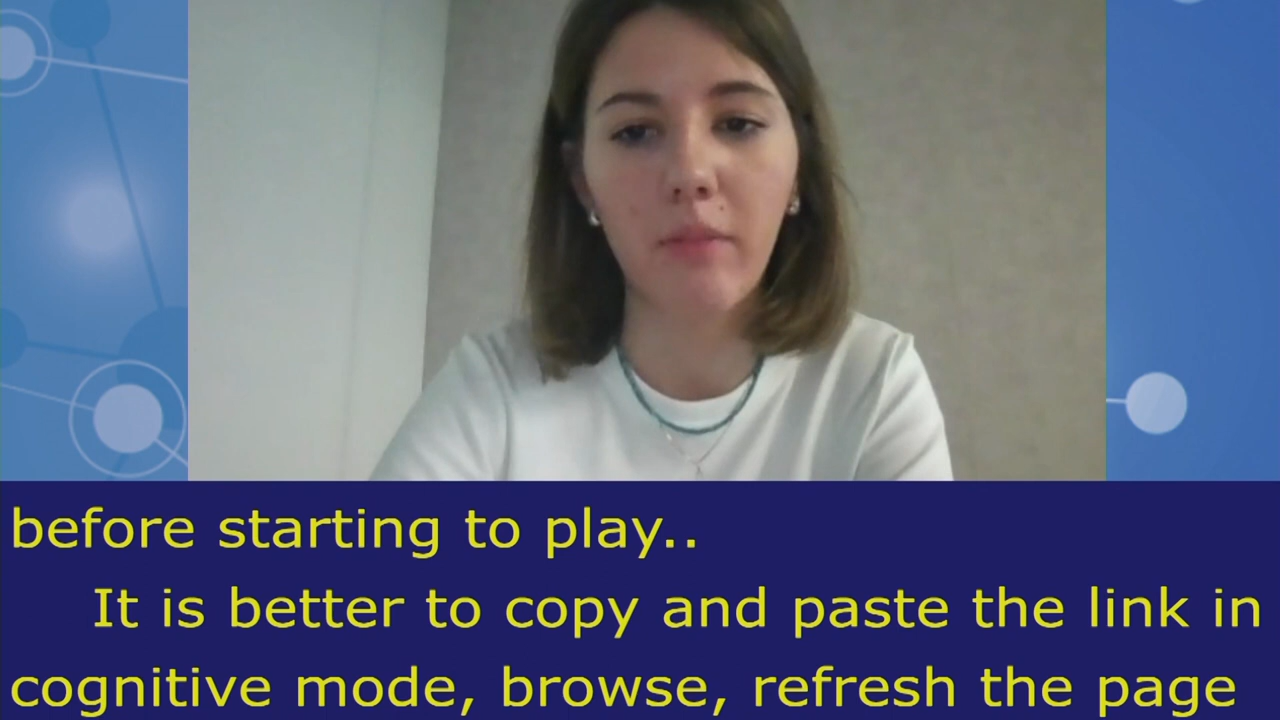 before starting to play..
It is better to copy and paste the link in
cognitive mode, browse, refresh the page